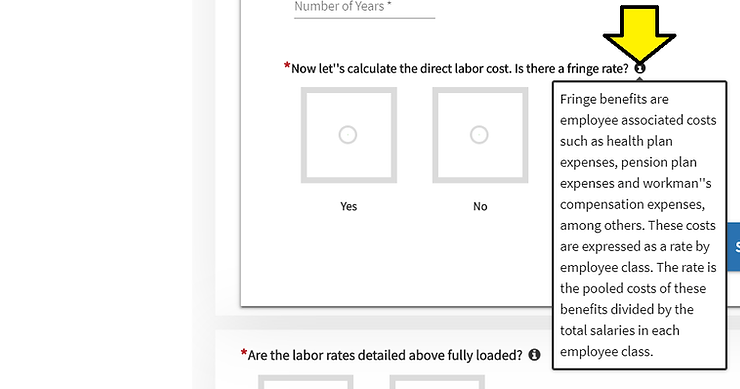 Number of Years *
*Now let''s calculate the direct labor cost. Is there a fringe rate?
Fringe benefits are
employee associated costs
such as health plan
expenses, pension plan
expenses and workman''s
compensation expenses,
among others. These costs
are expressed as a rate by
employee class. The rate is
the pooled costs of these
benefits divided by the
total salaries in each
employee class.
Yes
No
*Are the labor rates detailed above fully loaded?